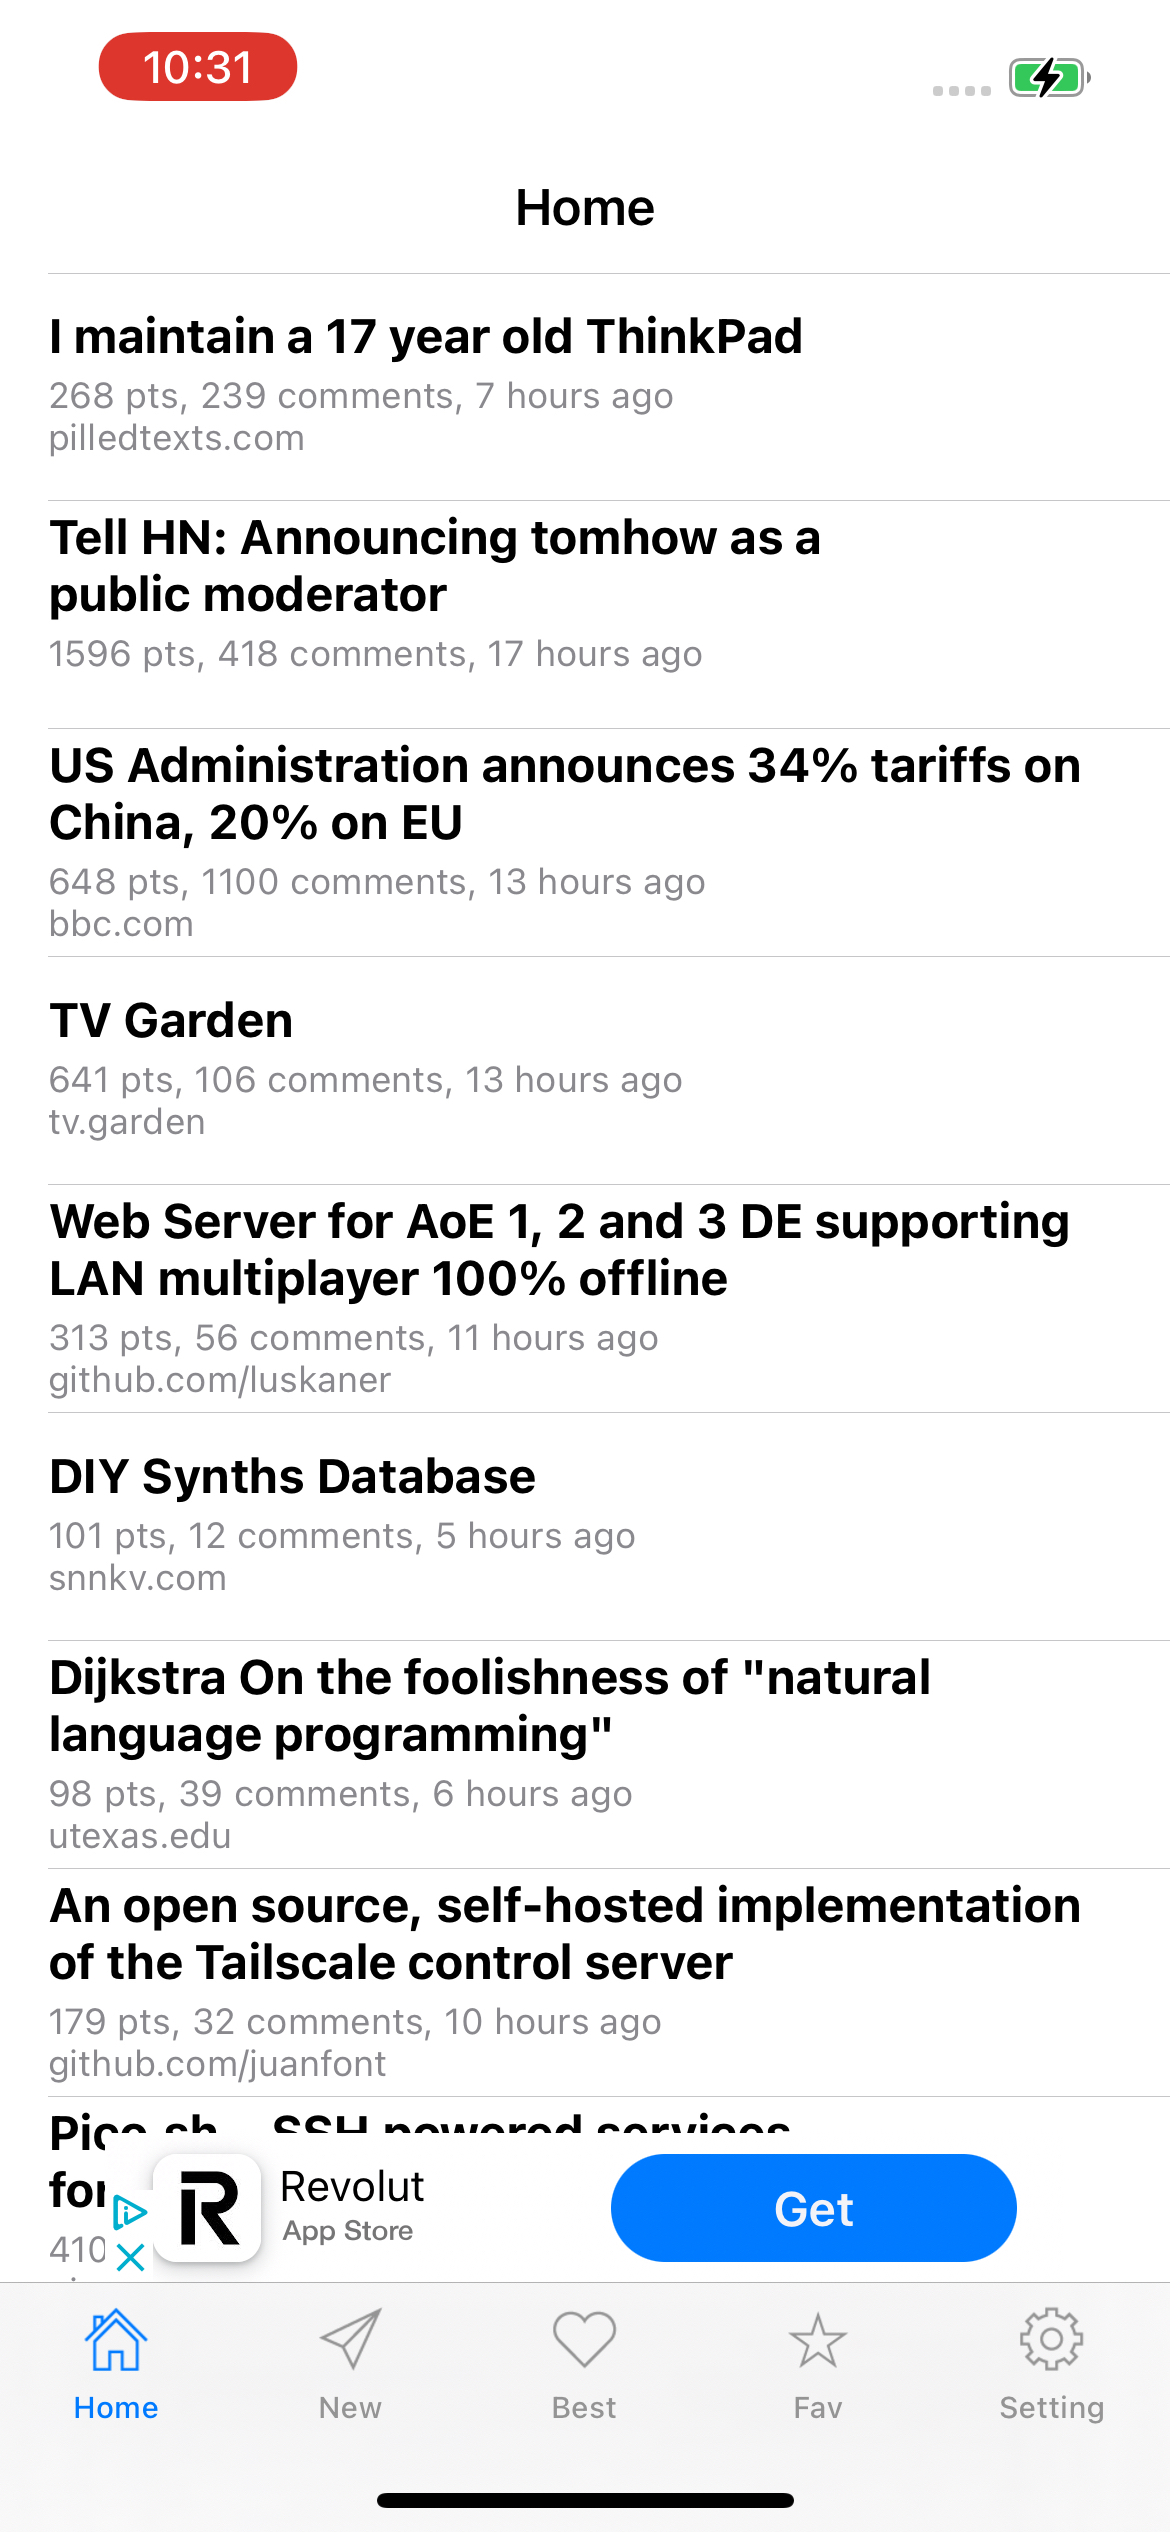 10:31
Home
I maintain a 17 year old ThinkPad
268 pts, 239 comments, 7 hours ago
pilledtexts.com
Tell HN: Announcing tomhow as a
public moderator
1596 pts, 418 comments, 17 hours ago
US Administration announces 34% tariffs on
China, 20% on EU
648 pts, 1100 comments, 13 hours ago
bbc.com
TV Garden
641 pts, 106 comments, 13 hours ago
tv.garden
Web Server for AoE 1, 2 and 3 DE supporting
LAN multiplayer 100% offline
313 pts, 56 comments, 11 hours ago
github.com/luskaner
DIY Synths Database
101 pts, 12 comments, 5 hours ago
snnkv.com
Dijkstra On the foolishness of "natural
language programming"
98 pts, 39 comments, 6 hours ago
utexas.edu
An open source, self-hosted implementation
of the Tailscale control server
179 pts, 32 comments, 10 hours ago
github.com/juanfont
SSH powered services
for
410
R
Revolut
App Store
Get
Home
New
Best
Fav
Setting